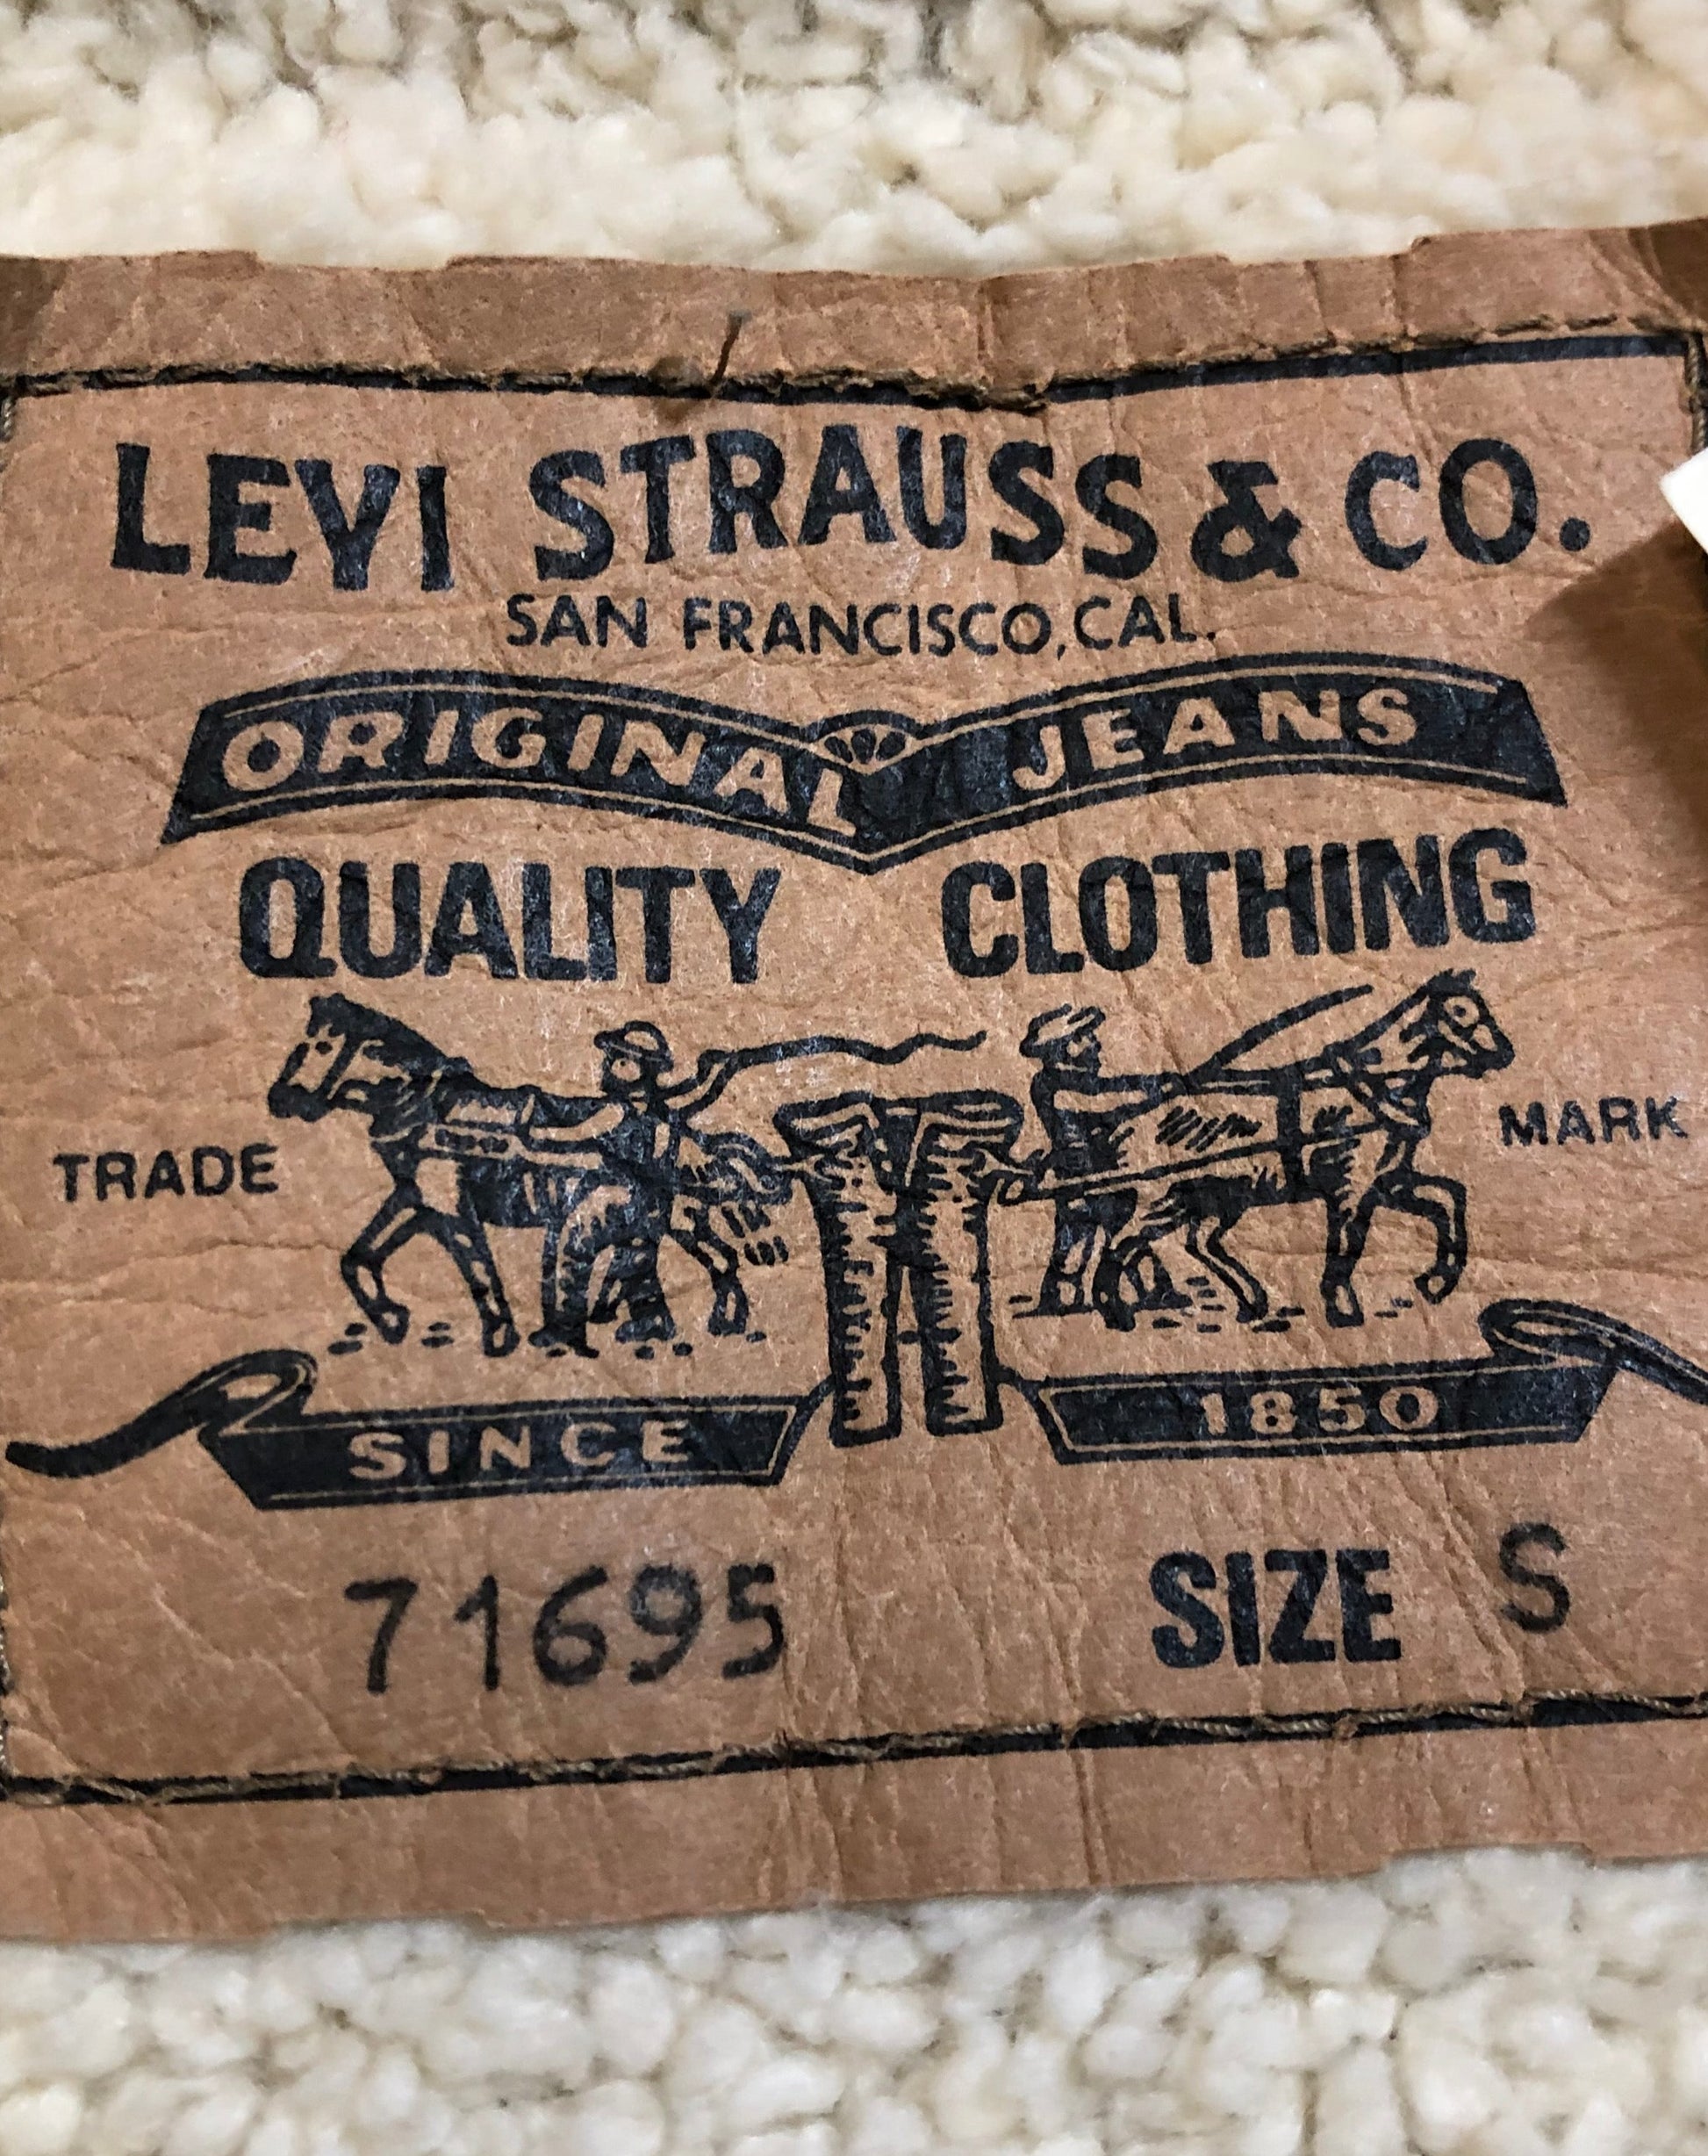 LEVI STRAUSS & CO.
SAN FRANCISCO, CAL.
ORIGINAL JEANS
QUALITY CLOTHING
TRADE MARK
SINCE 1850
71695 SIZE S